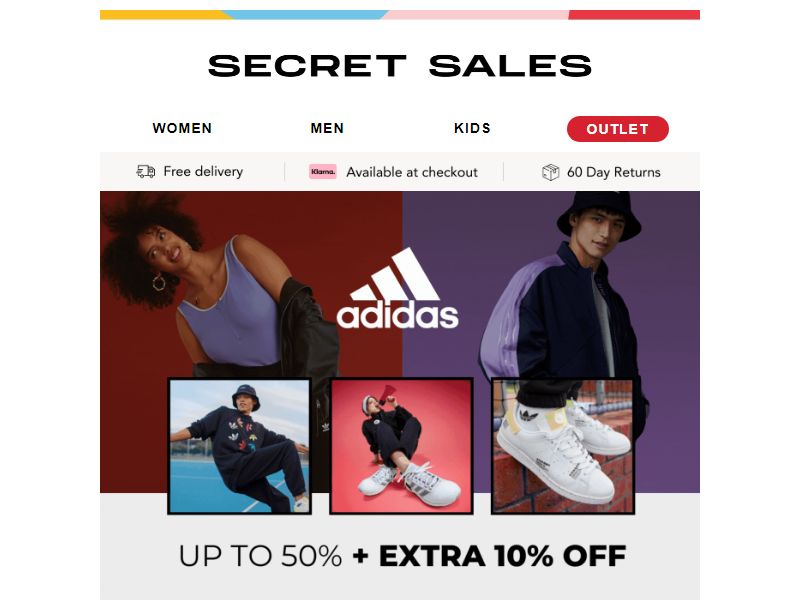 SECRET SALES
WOMEN MEN KIDS OUTLET
Free delivery Klarna. Available at checkout 60 Day Returns
adidas
UP TO 50% + EXTRA 10% OFF